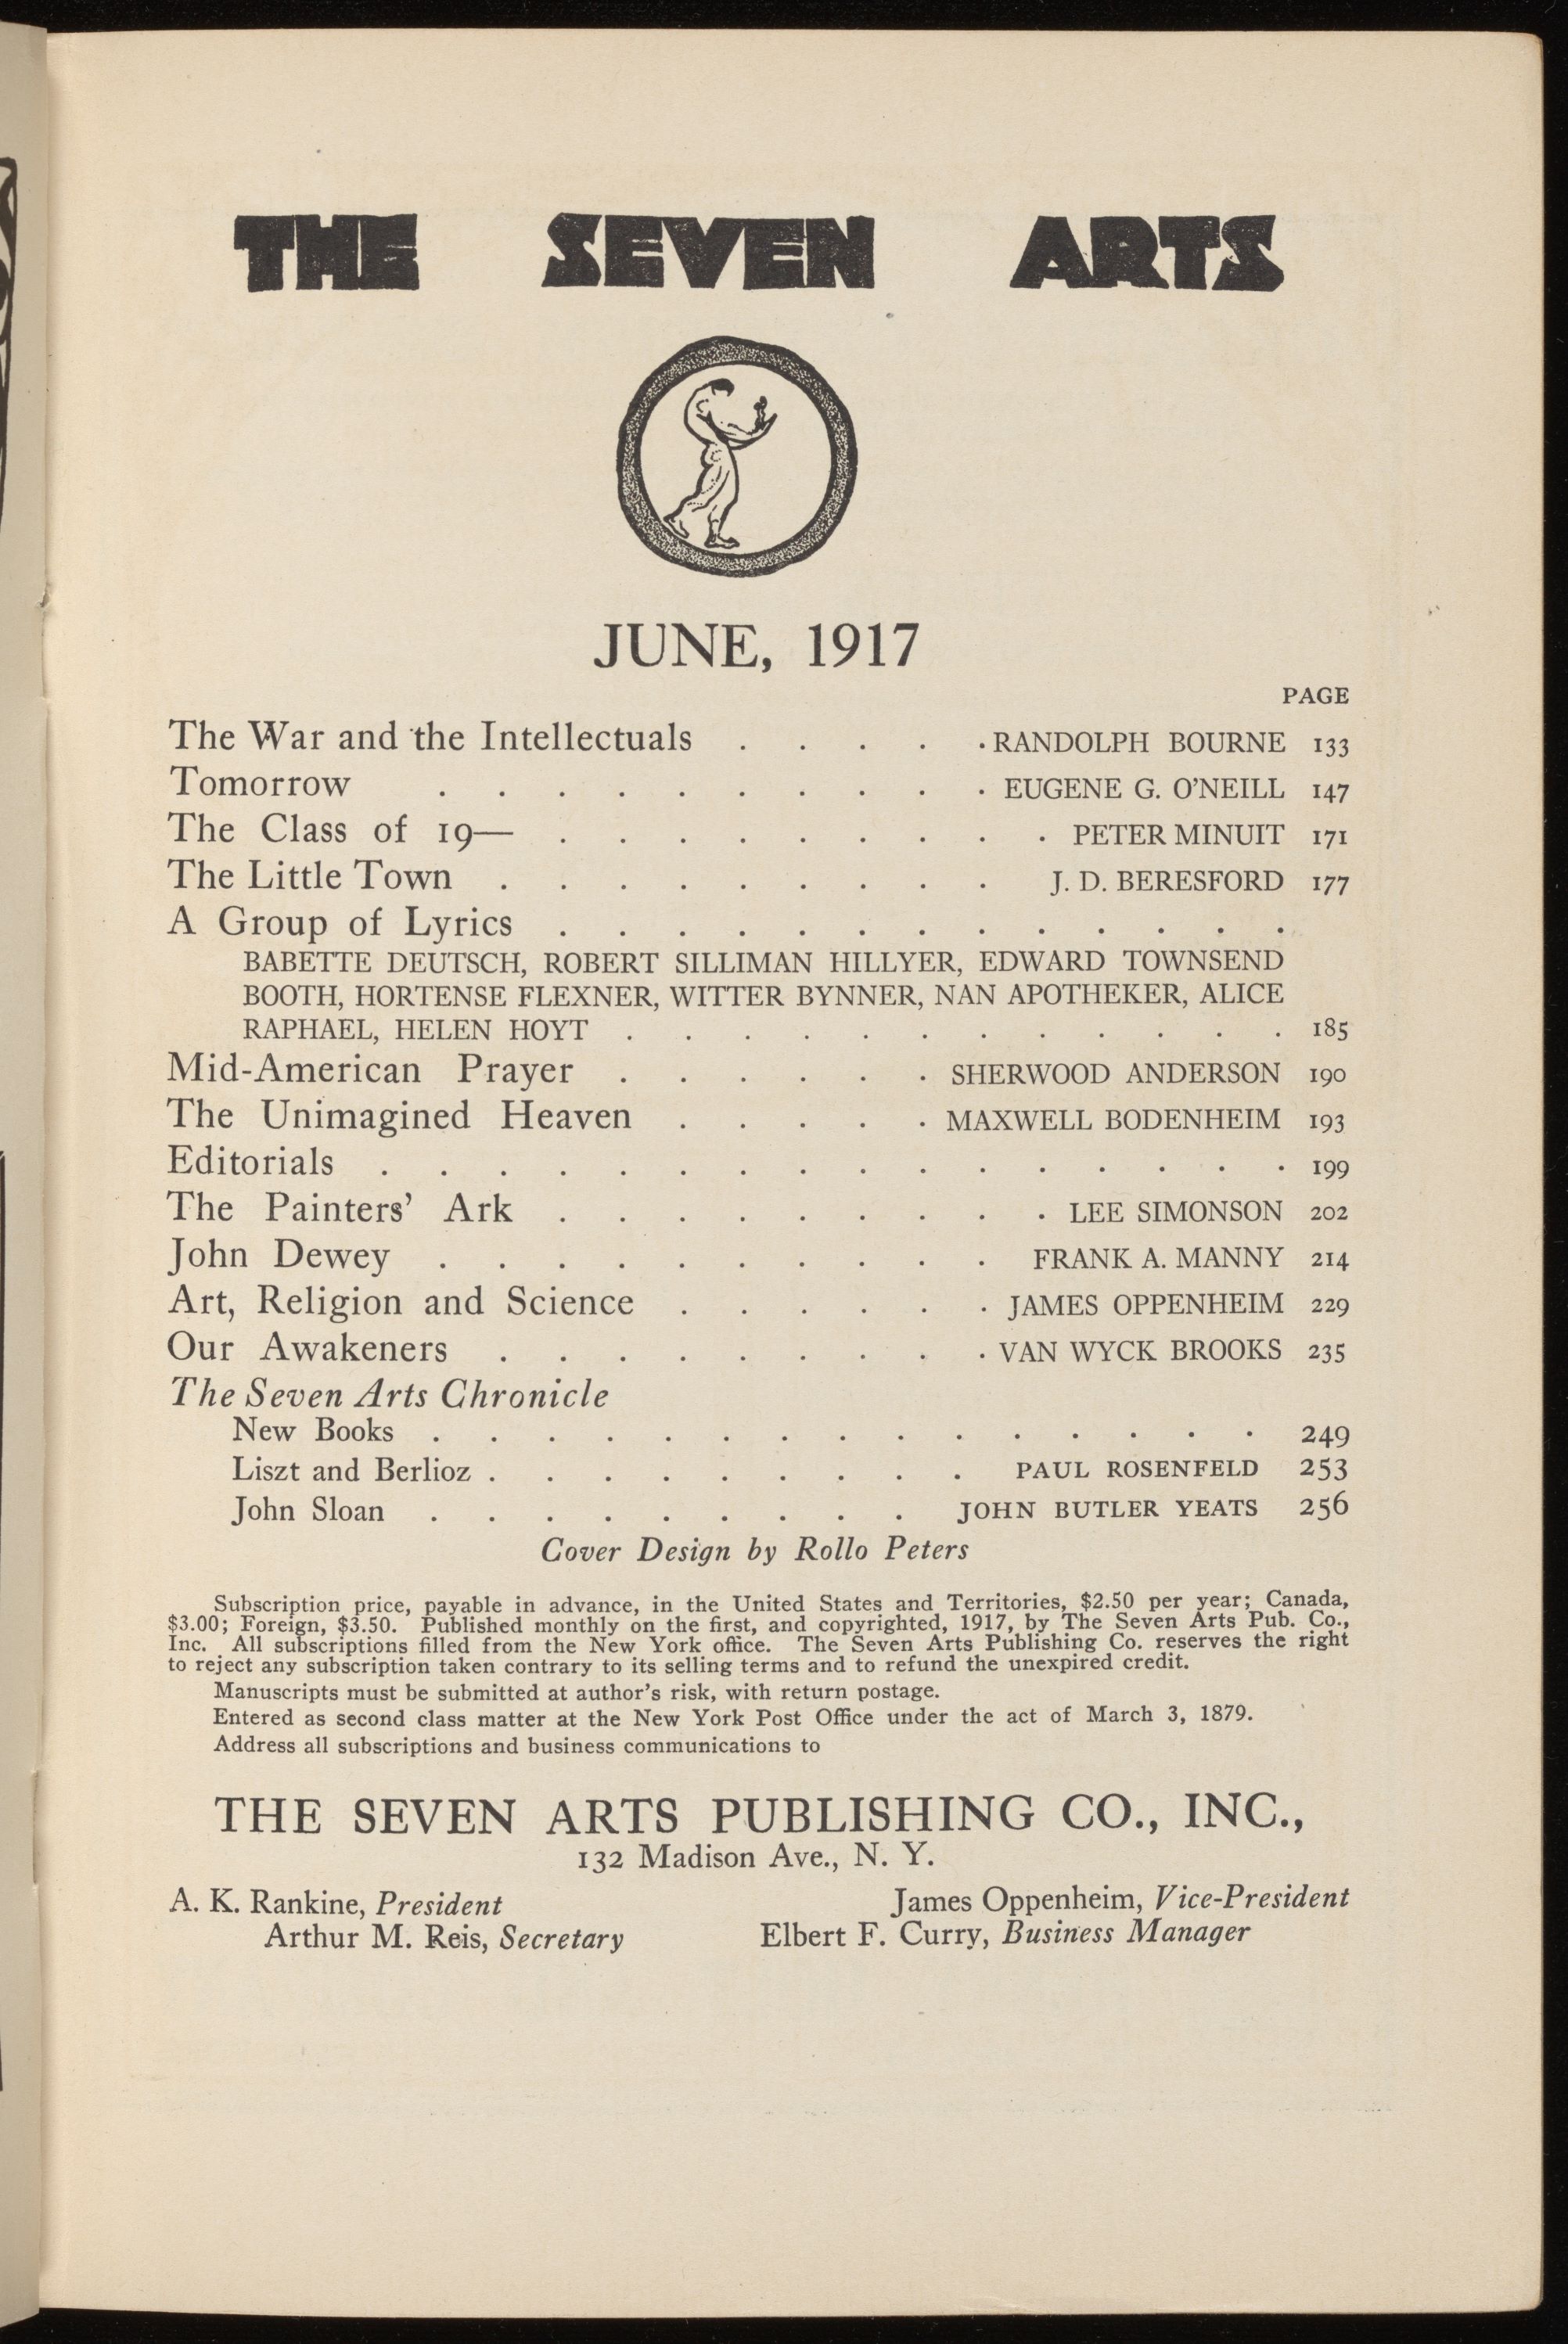 THE SEVEN ARTS
JUNE, 1917
PAGE
The War and the Intellectuals . . . . . RANDOLPH BOURNE 133
Tomorrow . . . . . . . . . . EUGENE G. O'NEILL 147
The Class of 19— . . . . . . . . . PETER MINUIT 171
The Little Town . . . . . . . . . J. D. BERESFORD 177
A Group of Lyrics . . . . . . . . . . . . .
BABETTE DEUTSCH, ROBERT SILLIMAN HILLYER, EDWARD TOWNSEND
BOOTH, HORTENSE FLEXNER, WITTER BYNNER, NAN APOTHEKER, ALICE
RAPHAEL, HELEN HOYT . . . . . . . . . . . . 185
Mid-American Prayer . . . . . . SHERWOOD ANDERSON 190
The Unimagined Heaven . . . . . MAXWELL BODENHEIM 193
Editorials . . . . . . . . . . . . . . . . 199
The Painters' Ark . . . . . . . . . LEE SIMONSON 202
John Dewey . . . . . . . . . . FRANK A. MANNY 214
Art, Religion and Science . . . . . . JAMES OPPENHEIM 229
Our Awakeners . . . . . . . . . VAN WYCK BROOKS 235
The Seven Arts Chronicle
New Books . . . . . . . . . . . . . . . 249
Liszt and Berlioz . . . . . . . . . PAUL ROSENFELD 253
John Sloan . . . . . . . . . JOHN BUTLER YEATS 256
Cover Design by Rollo Peters
Subscription price, payable in advance, in the United States and Territories, $2.50 per year; Canada,
$3.00; Foreign, $3.50. Published monthly on the first, and copyrighted, 1917, by The Seven Arts Pub. Co.,
Inc. All subscriptions filled from the New York office. The Seven Arts Publishing Co. reserves the right
to reject any subscription taken contrary to its selling terms and to refund the unexpired credit.
Manuscripts must be submitted at author's risk, with return postage.
Entered as second class matter at the New York Post Office under the act of March 3, 1879.
Address all subscriptions and business communications to
THE SEVEN ARTS PUBLISHING CO., INC.,
132 Madison Ave., N. Y.
A. K. Rankine, President James Oppenheim, Vice-President
Arthur M. Reis, Secretary Elbert F. Curry, Business Manager